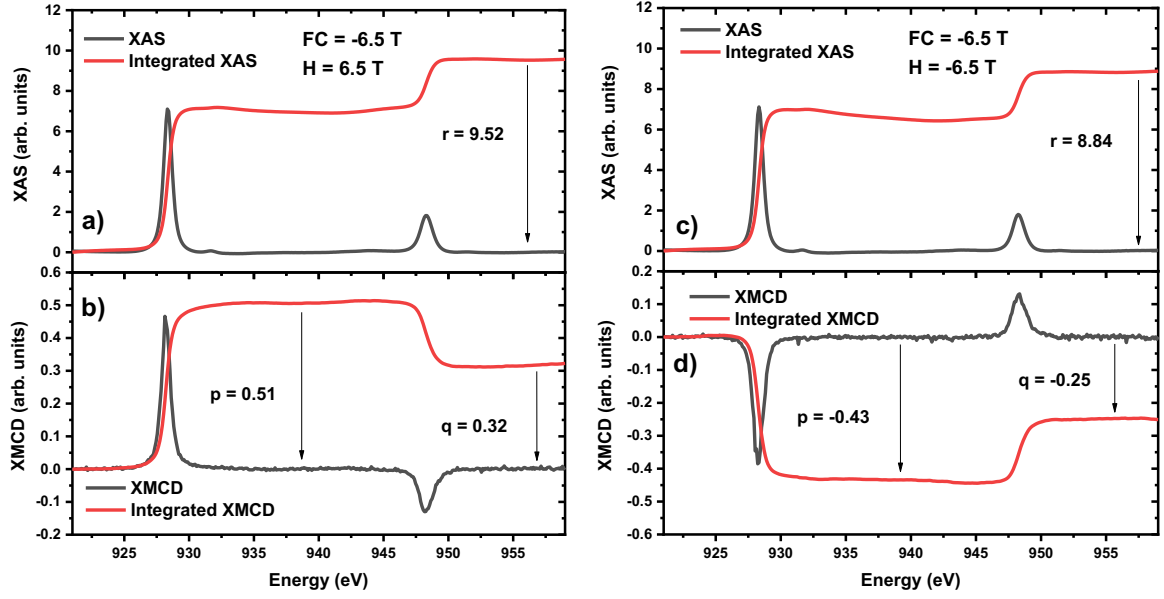 XAS
Integrated XAS
FC = -6.5 T
H = 6.5 T
r = 9.52
a)
XAS (arb. units)
14
12
10
8
6
4
2
0
b)
p = 0.51
q = 0.32
XMCD
Integrated XMCD
XMCD (arb. units)
0.6
0.5
0.4
0.3
0.2
0.1
0.0
-0.1
-0.2
925 930 935 940 945 950 955
Energy (eV)
XAS
Integrated XAS
FC = -6.5 T
H = -6.5 T
r = 8.84
c)
XAS (arb. units)
12
10
8
6
4
2
0
XMCD
Integrated XMCD
d)
p = -0.43
q = -0.25
XMCD (arb. units)
0.2
0.1
0.0
-0.1
-0.2
-0.3
-0.4
-0.5
-0.6
925 930 935 940 945 950 955
Energy (eV)